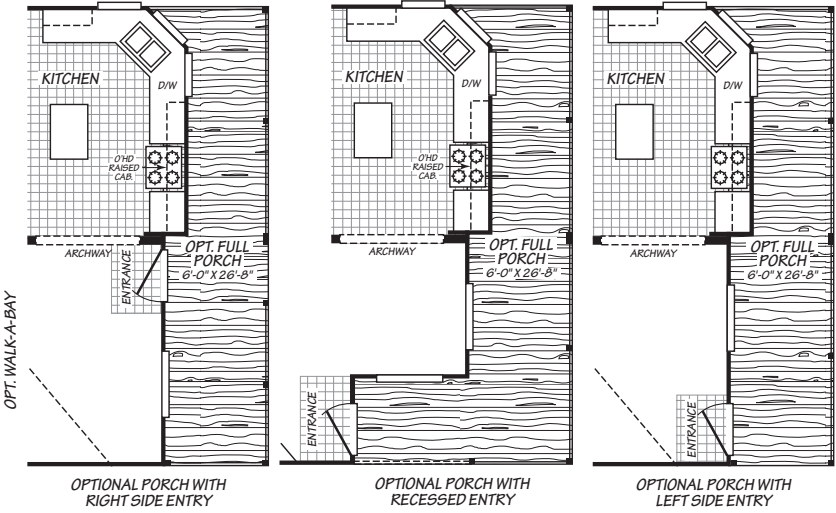 KITCHEN
D/W
O'HD
RAISED
CAB.
ARCHWAY
ENTRANCE
OPT. FULL
PORCH
6'-0" X 26'-8"
OPT. WALK-A-BAY
OPTIONAL PORCH WITH
RIGHT SIDE ENTRY
KITCHEN
D/W
O'HD
RAISED
CAB.
ARCHWAY
OPT. FULL
PORCH
6'-0" X 26'-8"
ENTRANCE
OPTIONAL PORCH WITH
RECESSED ENTRY
KITCHEN
D/W
ARCHWAY
OPT. FULL
PORCH
6'-0" X 26'-8"
ENTRANCE
OPTIONAL PORCH WITH
LEFT SIDE ENTRY